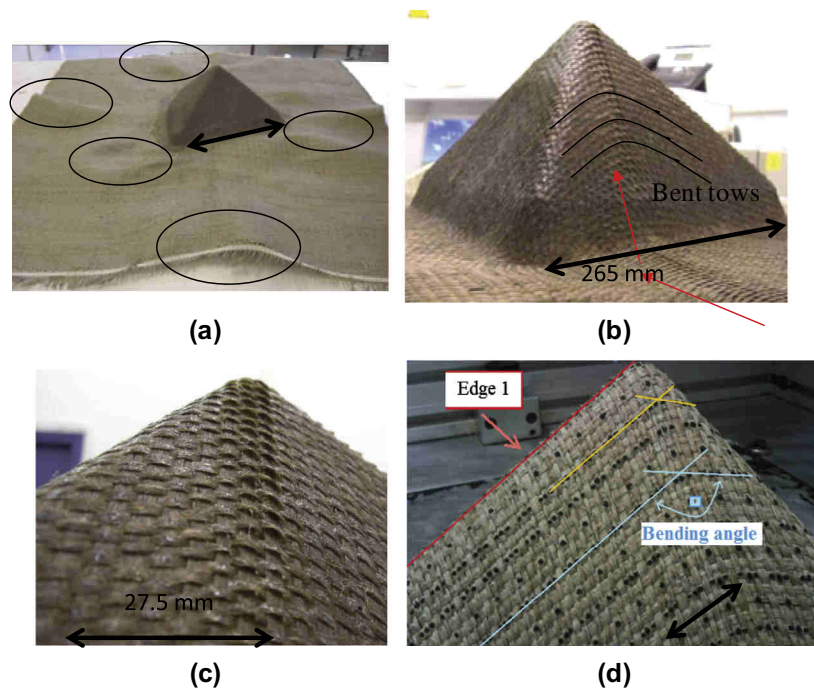 Bent tows
265 mm
(a)
(b)
Edge 1
Bending angle
27.5 mm
(c)
(d)